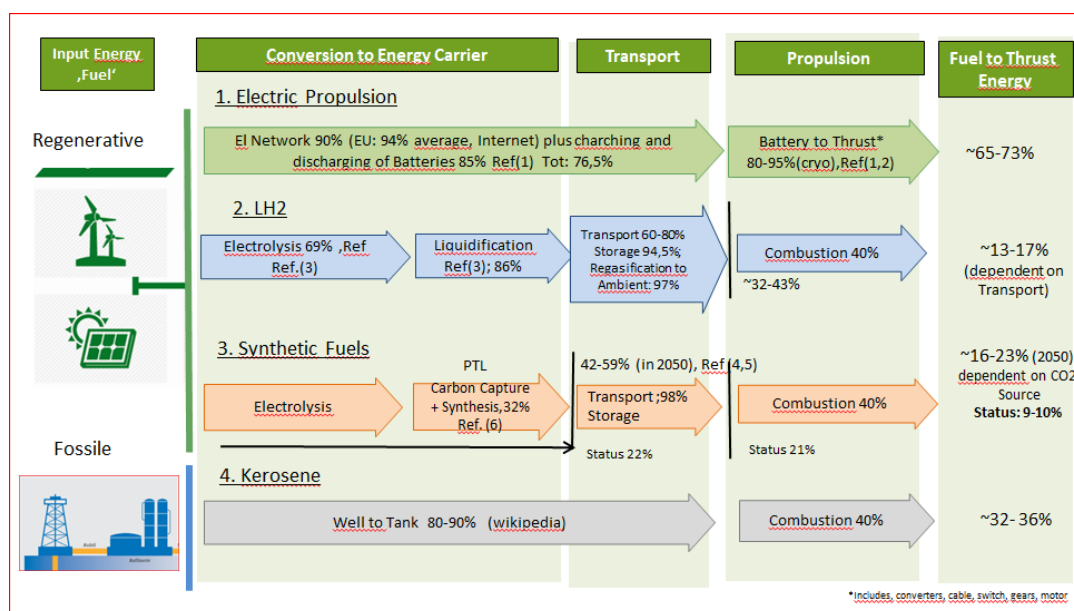 Input Energy
‚Fuel‘
Conversion to Energy Carrier
Transport
Propulsion
Fuel to Thrust
Energy
Regenerative
1. Electric Propulsion
El Network 90% (EU: 94% average, Internet) plus charching and
discharging of Batteries 85% Ref(1) Tot: 76,5%
Battery to Thrust*
80-95%(cryo),Ref(1,2)
~65-73%
2. LH2
Electrolysis 69% ,Ref
Ref.(3)
Liquidification
Ref(3); 86%
Transport 60-80%
Storage 94,5%;
Regasification to
Ambient: 97%
Combustion 40%
~32-43%
~13-17%
(dependent on
Transport)
3. Synthetic Fuels
PTL
42-59% (in 2050), Ref (4,5)
Electrolysis
Carbon Capture
+ Synthesis,32%
Ref. (6)
Transport ;98%
Storage
Combustion 40%
~16-23% (2050)
dependent on CO2
Source
Status: 9-10%
Status 22%
Status 21%
Fossile
4. Kerosene
Well to Tank 80-90% (wikipedia)
Combustion 40%
~32- 36%
*Includes, converters, cable, switch, gears, motor